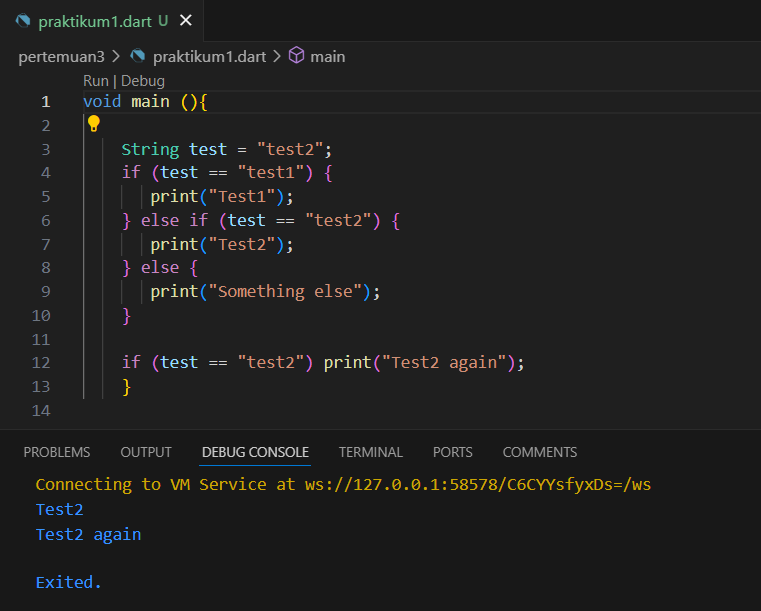 praktikum1.dart U
pertemuan3 > praktikum1.dart > main
Run | Debug
1 void main (){
2
3 String test = "test2";
4 if (test == "test1") {
5 print("Test1");
6 } else if (test == "test2") {
7 print("Test2");
8 } else {
9 print("Something else");
10 }
11
12 if (test == "test2") print("Test2 again");
13 }
14
PROBLEMS OUTPUT DEBUG CONSOLE TERMINAL PORTS COMMENTS
Connecting to VM Service at ws://127.0.0.1:58578/C6CYYsfyxDs=/ws
Test2
Test2 again
Exited.